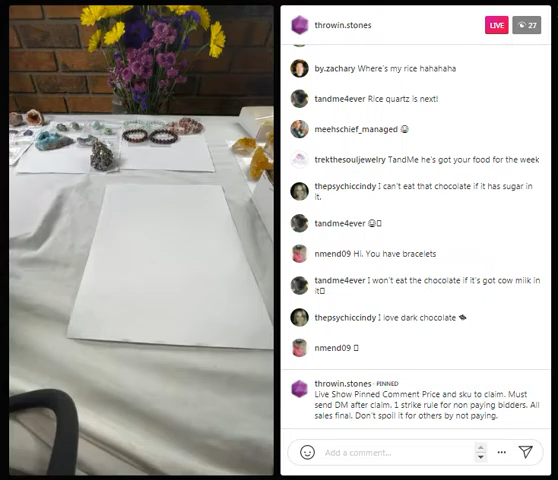 throwin.stones
LIVE
27
by.zachary Where's my rice hahahaha
tandme4ever Rice quartz is next!
meehschief_managed
trekthesouljewelry TandMe he's got your food for the week
thepsychiccindy I can't eat that chocolate if it has sugar in
it.
tandme4ever
nmend09 Hi. You have bracelets
tandme4ever I won't eat the chocolate if it's got cow milk in
it
thepsychiccindy I love dark chocolate
nmend09
throwin.stones · PINNED
Live Show Pinned Comment Price and sku to claim. Must
send DM after claim. 1 strike rule for non paying bidders. All
sales final. Don't spoil it for others by not paying.
Add a comment...